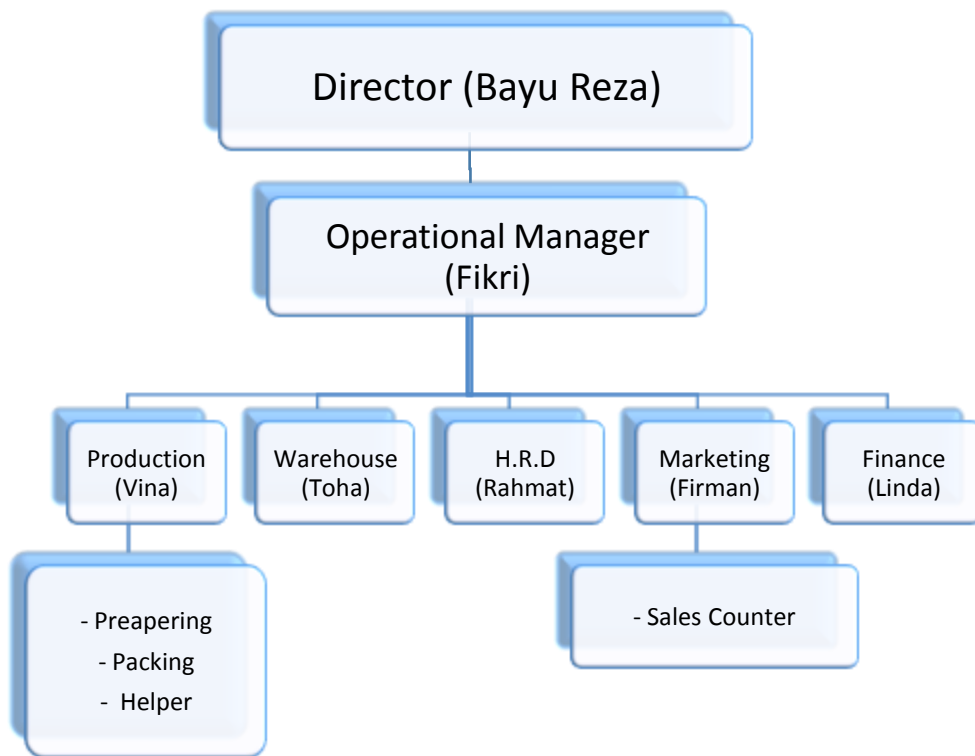 Director (Bayu Reza)
Operational Manager
(Fikri)
Production
(Vina)
Warehouse
(Toha)
H.R.D
(Rahmat)
Marketing
(Firman)
Finance
(Linda)
- Preapering
- Packing
- Helper
- Sales Counter